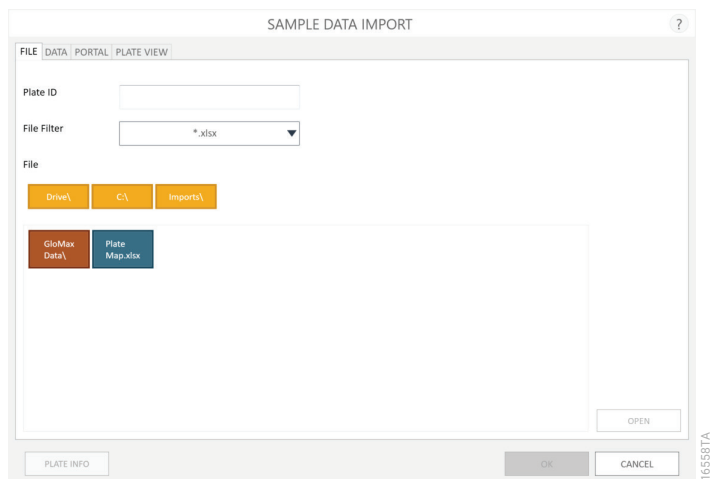 SAMPLE DATA IMPORT ?
FILE DATA PORTAL PLATE VIEW
Plate ID
File Filter *.xlsx
File
Drive\ C:\ Imports\
GloMax Data\
Plate Map.xlsx
OPEN
PLATE INFO OK CANCEL
16558TA